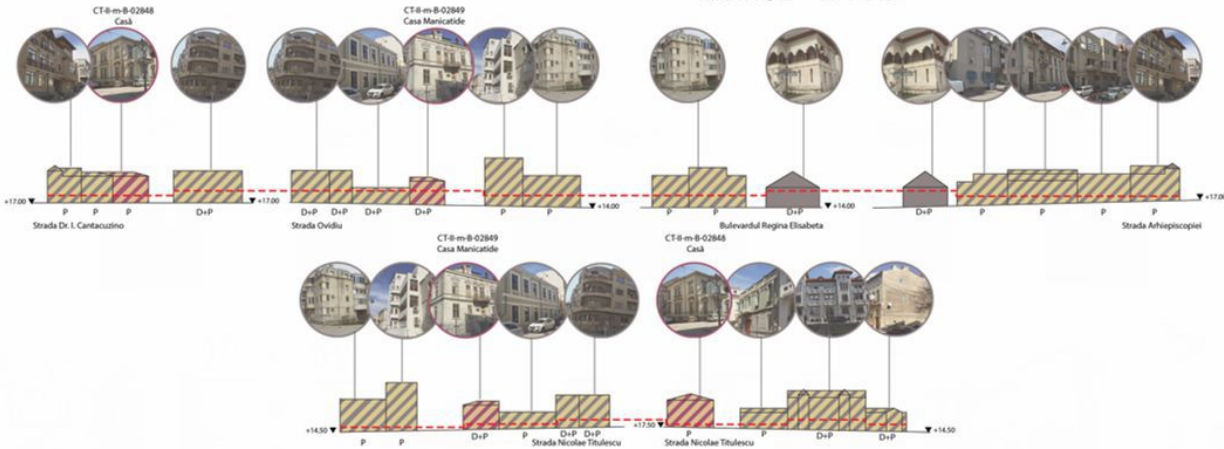 CT-II-m-B-02848
Casă
CT-II-m-B-02849
Casa Manicatide
+17.00
P P P D+P
+17.00
Strada Dr. I. Cantacuzino
D+P D+P D+P D+P P P
+14.00
Strada Ovidiu
P P D+P
+14.00
Bulevardul Regina Elisabeta
D+P P P P P
+17.00
Strada Arhiepiscopiei
CT-II-m-B-02849
Casa Manicatide
CT-II-m-B-02848
Casă
+14,50
P P D+P P D+P D+P
Strada Nicolae Titulescu
+17.50
P P D+P D+P
+14.50
Strada Nicolae Titulescu